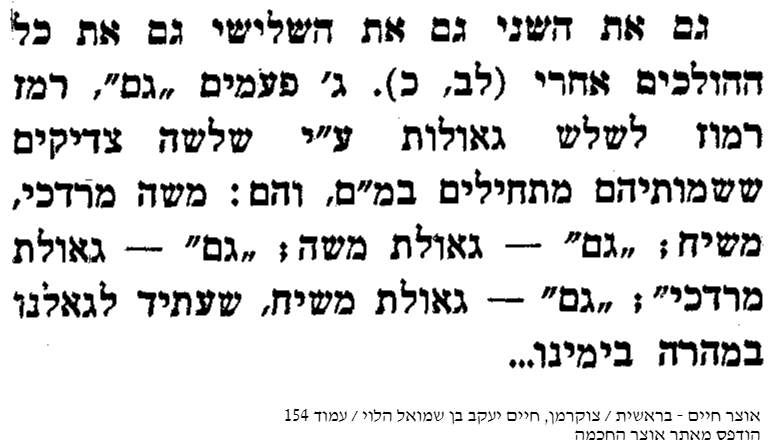 גם את השני גם את השלישי גם את כל
ההולכים אחרי (לב, כ). ג׳ פעמים „גם״, רמז
רמוז לשלש גאולות ע״י שלשה צדיקים
ששמותיהם מתחילים במ״ם, והם: משה מרדכי,
משיח; „גם״ — גאולת משה; „גם״ — גאולת
מרדכי״; „גם״ — גאולת משיח, שעתיד לגאלנו
במהרה בימינו...
אוצר חיים - בראשית / צוקרמן, חיים יעקב בן שמואל הלוי / עמוד 154
הודפס מאתר אוצר החכמה